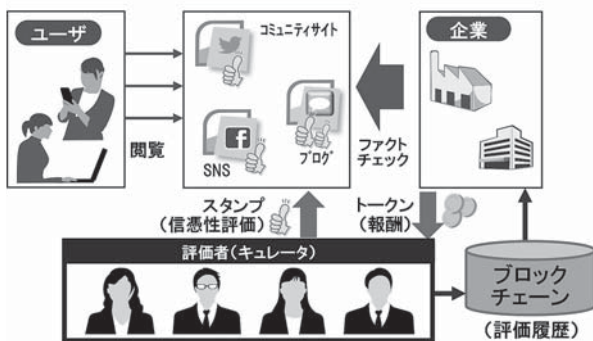 ユーザ
コミュニティサイト
企業
閲覧
SNS
ブログ
ファクト
チェック
スタンプ
(信憑性評価)
トークン
(報酬)
評価者(キュレータ)
ブロック
チェーン
(評価履歴)